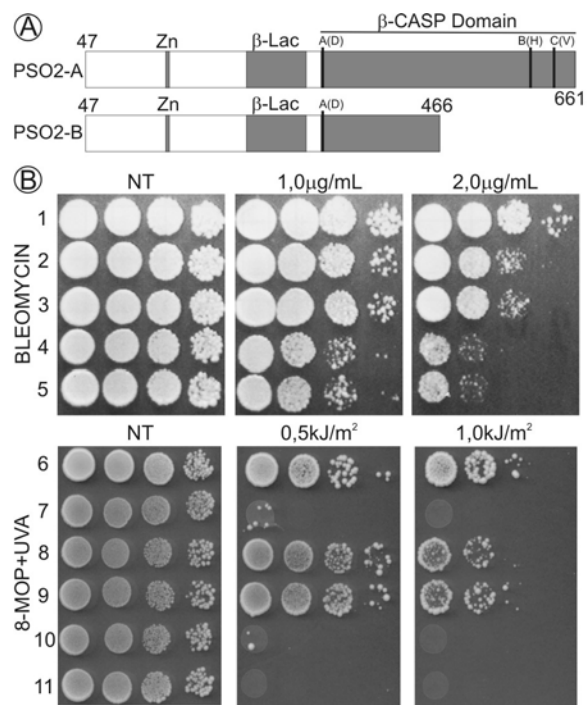 A
β-CASP Domain
47 Zn β-Lac A(D) B(H) C(V)
PSO2-A
661
47 Zn β-Lac A(D) 466
PSO2-B
B
NT 1,0μg/mL 2,0μg/mL
BLEOMYCIN
1
2
3
4
5
NT 0,5kJ/m² 1,0kJ/m²
8-MOP+UVA
6
7
8
9
10
11